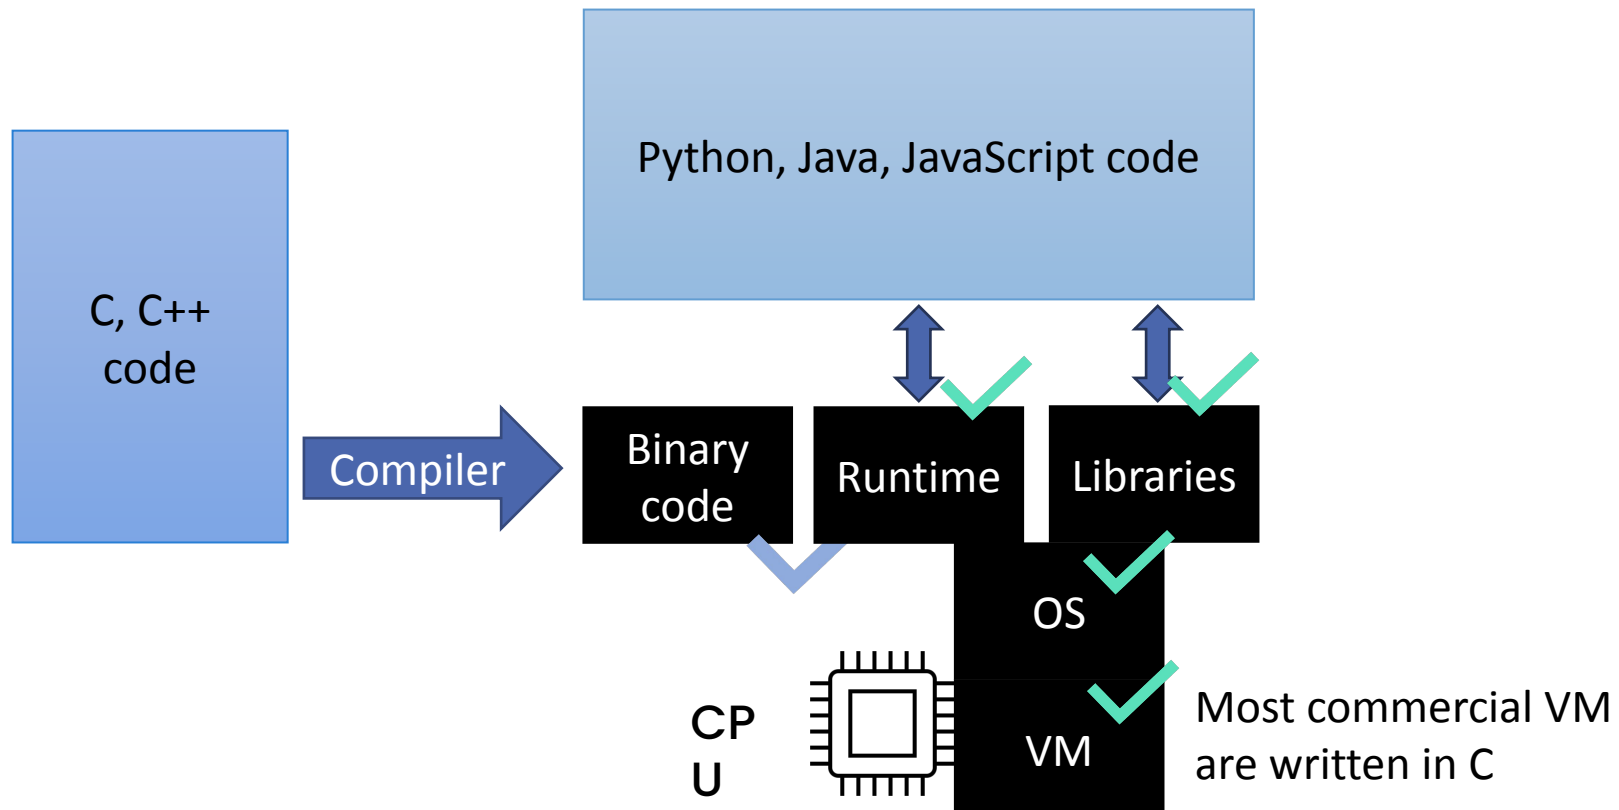 Python, Java, JavaScript code
C, C++
code
Compiler
Binary
code
Runtime
Libraries
OS
CP
U
VM
Most commercial VM
are written in C